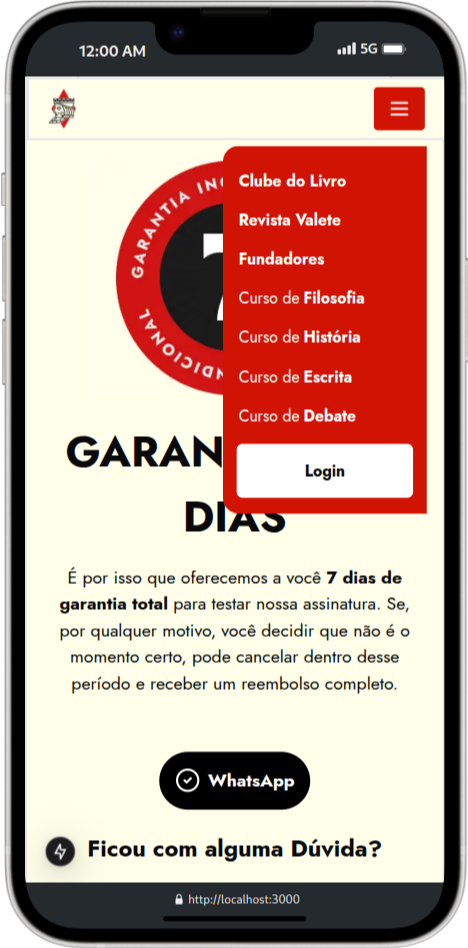 12:00 AM
5G
Clube do Livro
Revista Valete
Fundadores
Curso de Filosofia
Curso de História
Curso de Escrita
Curso de Debate
Login
GARANTIA
DICIONAL
7
GARAN
DIAS
É por isso que oferecemos a você 7 dias de
garantia total para testar nossa assinatura. Se,
por qualquer motivo, você decidir que não é o
momento certo, pode cancelar dentro desse
período e receber um reembolso completo.
WhatsApp
Ficou com alguma Dúvida?
http://localhost:3000